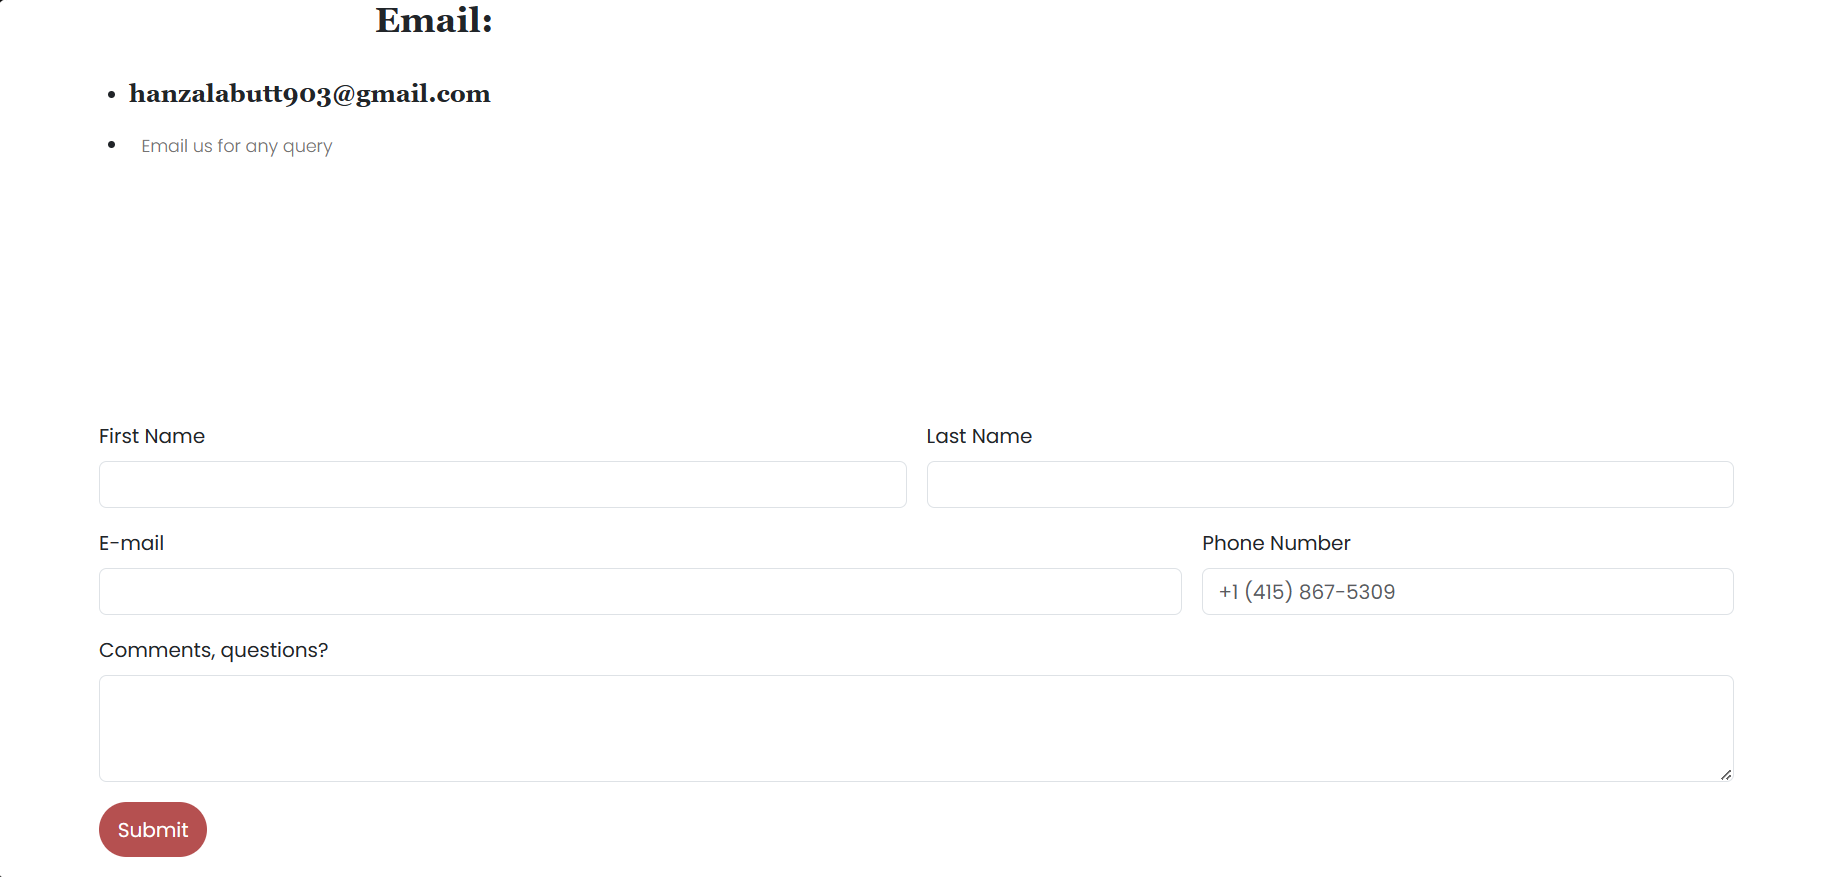 Email:
hanzalabutt903@gmail.com
Email us for any query
First Name
Last Name
E-mail
Phone Number
+1 (415) 867-5309
Comments, questions?
Submit